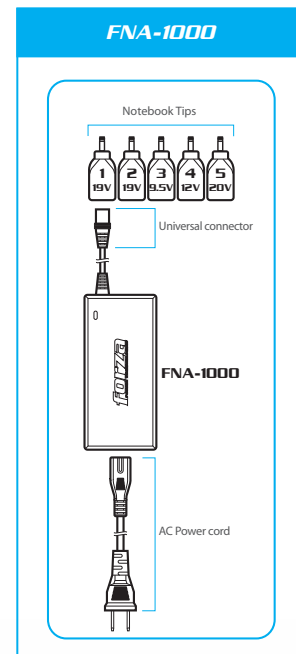 FNA-1000
Notebook Tips
1 2 3 4 5
19V 19V 9.5V 12V 20V
Universal connector
forza
FNA-1000
AC Power cord